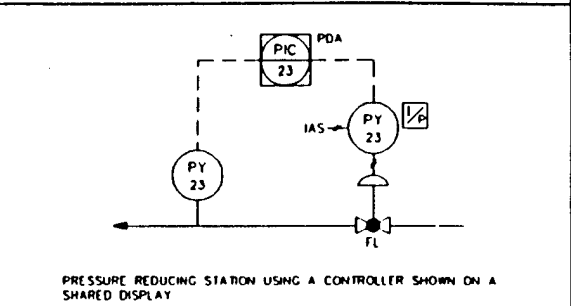 PIC
23
PDA
PY
23
I/P
IAS
PY
23
FL
PRESSURE REDUCING STATION USING A CONTROLLER SHOWN ON A
SHARED DISPLAY